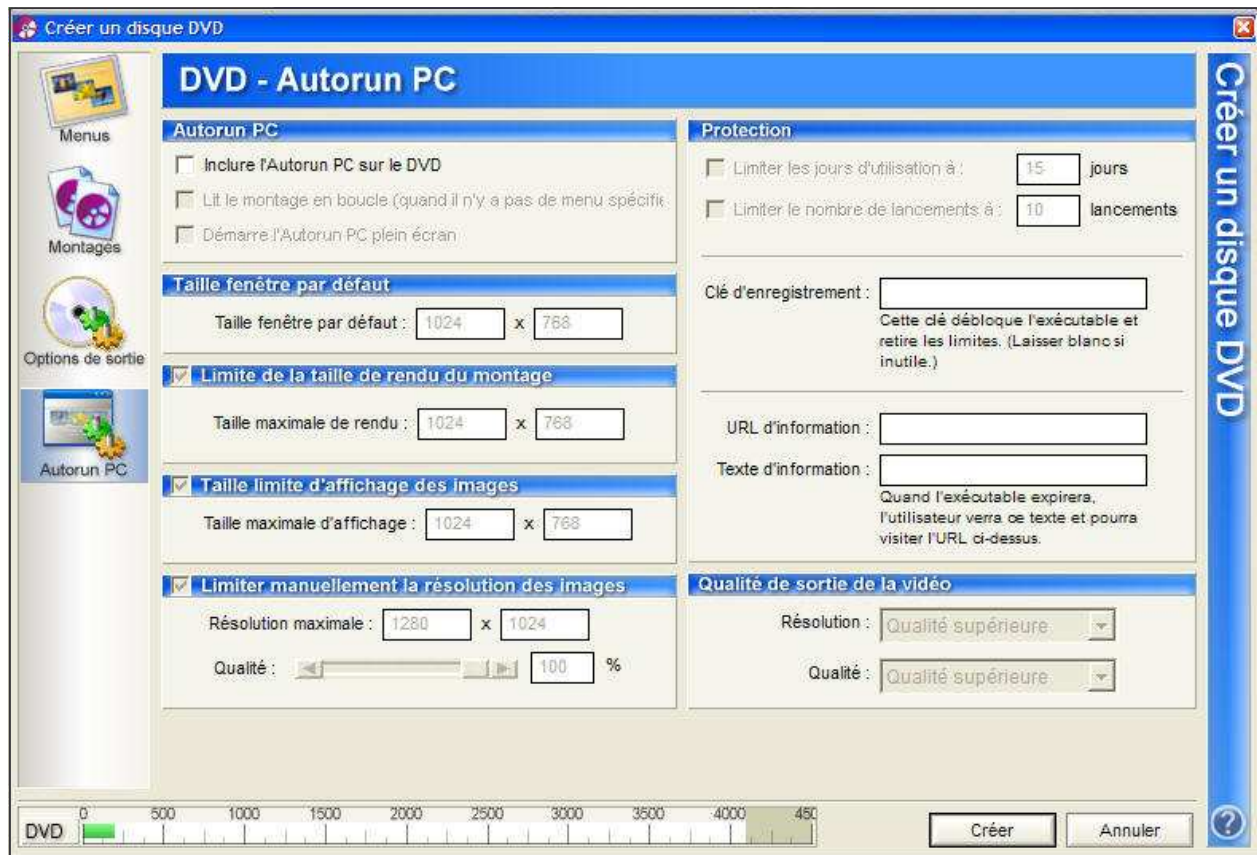 Créer un disque DVD
Menus
Montages
Options de sortie
Autorun PC
DVD - Autorun PC
Autorun PC
Inclure l'Autorun PC sur le DVD
Lit le montage en boucle (quand il n'y a pas de menu spécifié
Démarre l'Autorun PC plein écran
Taille fenêtre par défaut
Taille fenêtre par défaut : 1024 x 768
Limite de la taille de rendu du montage
Taille maximale de rendu : 1024 x 768
Taille limite d'affichage des images
Taille maximale d'affichage : 1024 x 768
Limiter manuellement la résolution des images
Résolution maximale : 1280 x 1024
Qualité : 100 %
Protection
Limiter les jours d'utilisation à : 15 jours
Limiter le nombre de lancements à : 10 lancements
Clé d'enregistrement :
Cette clé débloque l'exécutable et
retire les limites. (Laisser blanc si
inutile.)
URL d'information :
Texte d'information :
Quand l'exécutable expirera,
l'utilisateur verra ce texte et pourra
visiter l'URL ci-dessus.
Qualité de sortie de la vidéo
Résolution : Qualité supérieure
Qualité : Qualité supérieure
Créer un disque DVD
DVD
0 500 1000 1500 2000 2500 3000 3500 4000 450
Créer
Annuler
?